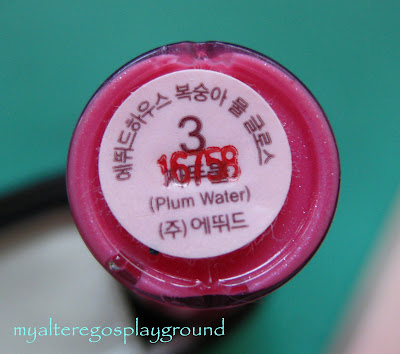 에뛰드하우스 복숭아 물 글로스
3
16758
(Plum Water)
(주) 에뛰드
myalteregosplayground